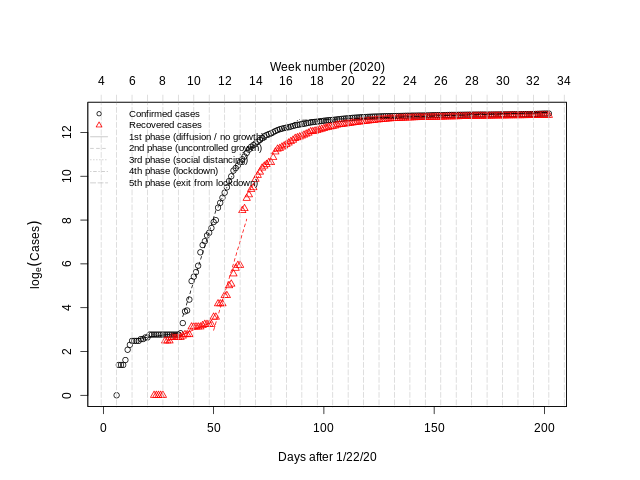 Week number (2020)
4 6 8 10 12 14 16 18 20 22 24 26 28 30 32 34
Confirmed cases
Recovered cases
1st phase (diffusion / no growth)
2nd phase (uncontrolled growth)
3rd phase (social distancing)
4th phase (lockdown)
5th phase (exit from lockdown)
12
10
8
6
4
2
0
logₑ(Cases)
0 50 100 150 200
Days after 1/22/20